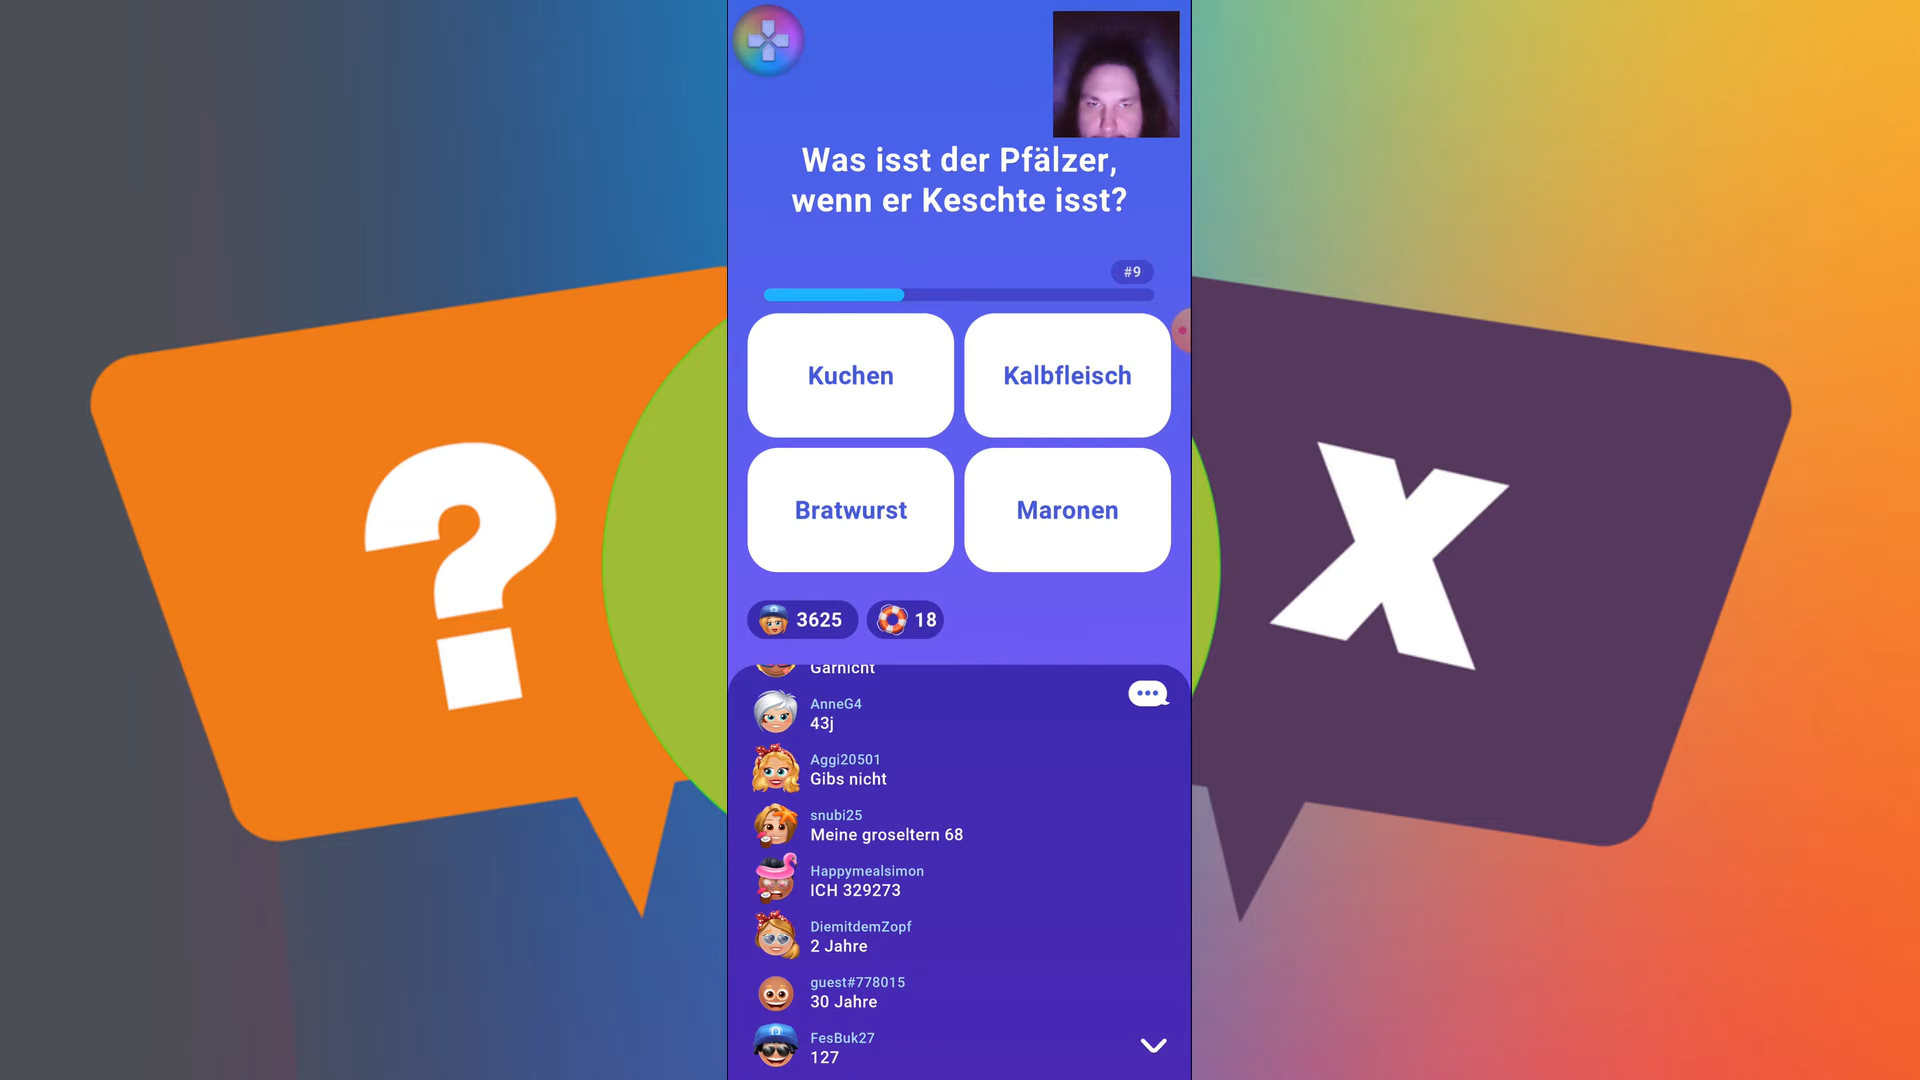 Was isst der Pfälzer,
wenn er Keschte isst?
#9
Kuchen
Kalbfleisch
Bratwurst
Maronen
3625
18
Garnicht
AnneG4
43j
Aggi20501
Gibs nicht
snubi25
Meine groseltern 68
Happymealsimon
ICH 329273
DiemitdemZopf
2 Jahre
guest#778015
30 Jahre
FesBuk27
127
?
X